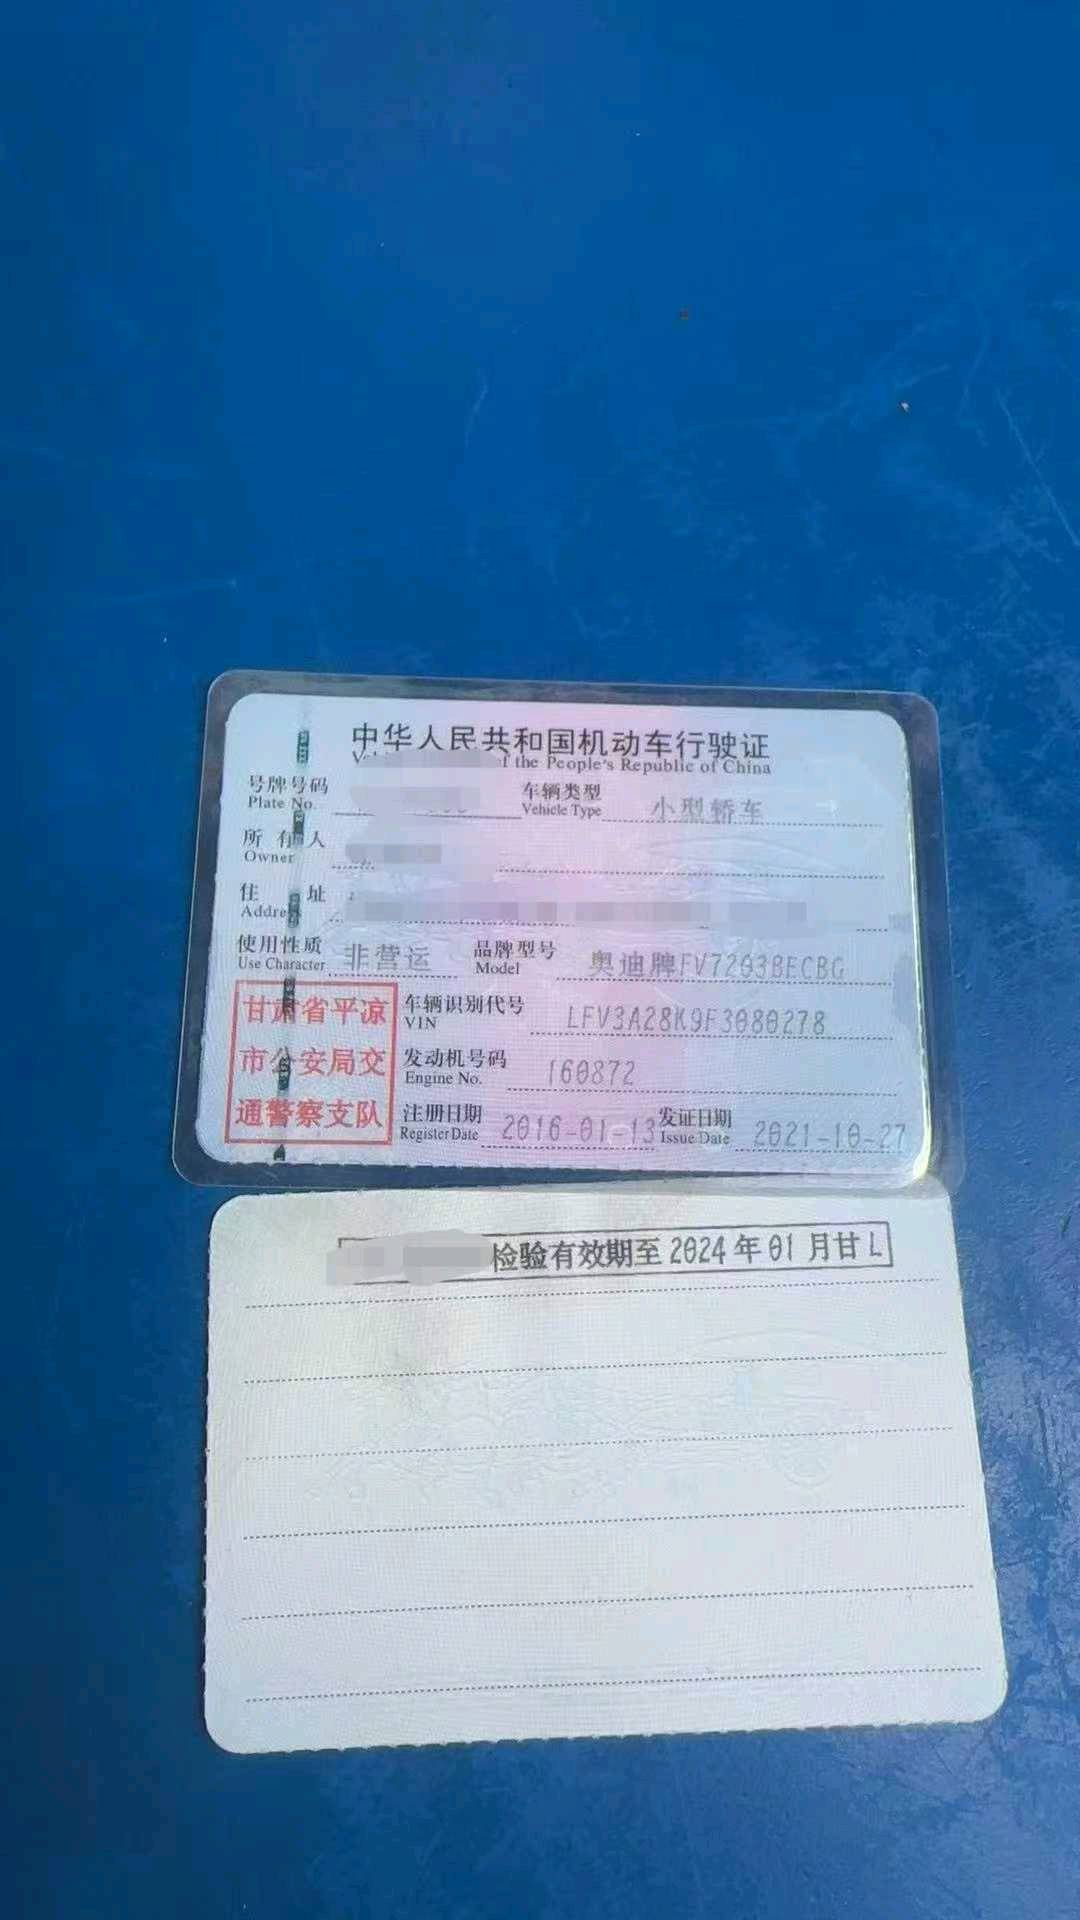 中华人民共和国机动车行驶证
of the People's Republic of China
号牌号码 车辆类型 小型轿车
Plate No. Vehicle Type
所有人
Owner
住址
Address
使用性质 非营运 品牌型号 奥迪牌FV7203BECBG
Use Character Model
甘肃省平凉 车辆识别代号 LFV3A28K9F3080278
VIN
市公安局交 发动机号码 160872
Engine No.
通警察支队 注册日期 2016-01-13 发证日期 2021-10-27
Register Date Issue Date
检验有效期至2024年01月甘L